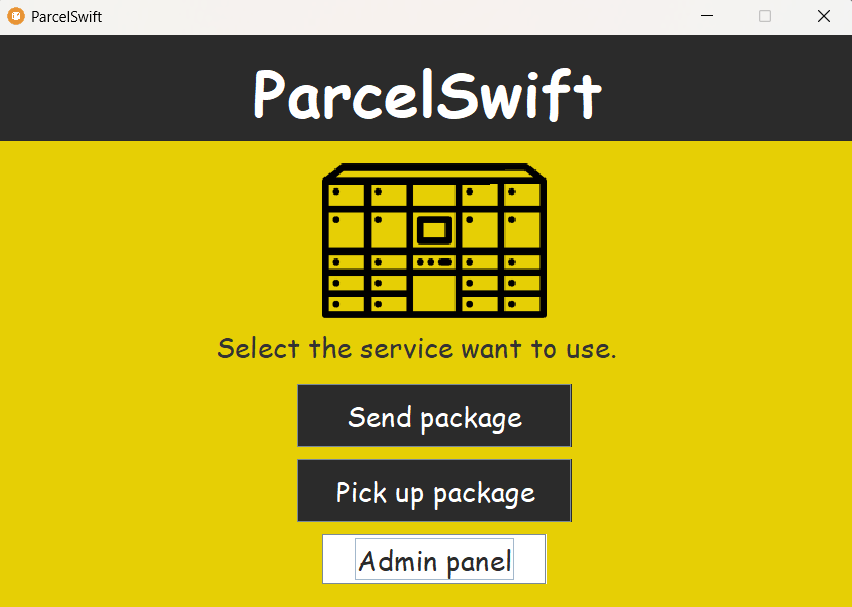 ParcelSwift
ParcelSwift
Select the service want to use.
Send package
Pick up package
Admin panel